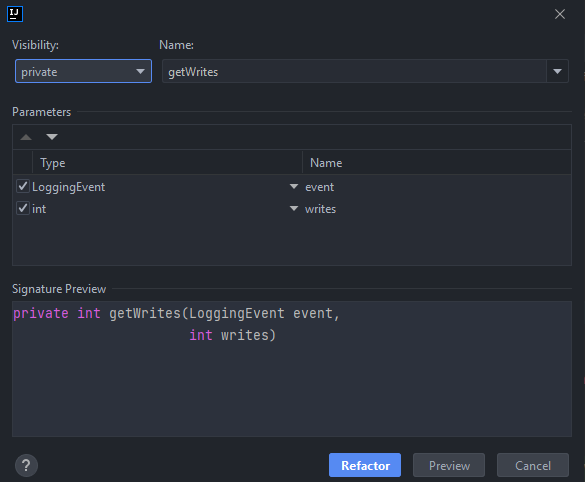 IJ
Visibility:
Name:
private
getWrites
Parameters
Type
Name
LoggingEvent
event
int
writes
Signature Preview
private int getWrites(LoggingEvent event,
int writes)
?
Refactor
Preview
Cancel